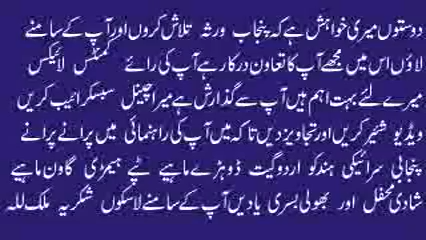 دوستوں میری خواہش ہے کہ پنجاب ورثہ تلاش کروں اور آپ کے سامنے
لاؤں اس میں مجھے آپ کا تعاون درکار ہے آپ کی رائے کمنٹس لائیکس
میرے لئے بہت اہم ہیں آپ سے گذارش ہے میرا چینل سبسکرائیب کریں
ویڈیو شیر کریں اور تجاویز دیں تاکہ میں آپ کی راہنمائی میں پرانے پرانے
پنجابی سرائیکی ہندکو اردو گیت ڈوہڑے ماہیے ٹپے ہیمڑی گاون ماہیے
شادی محفل اور بھولی بسری یادیں آپ کے سامنے لاسکوں شکریہ ملک للہ